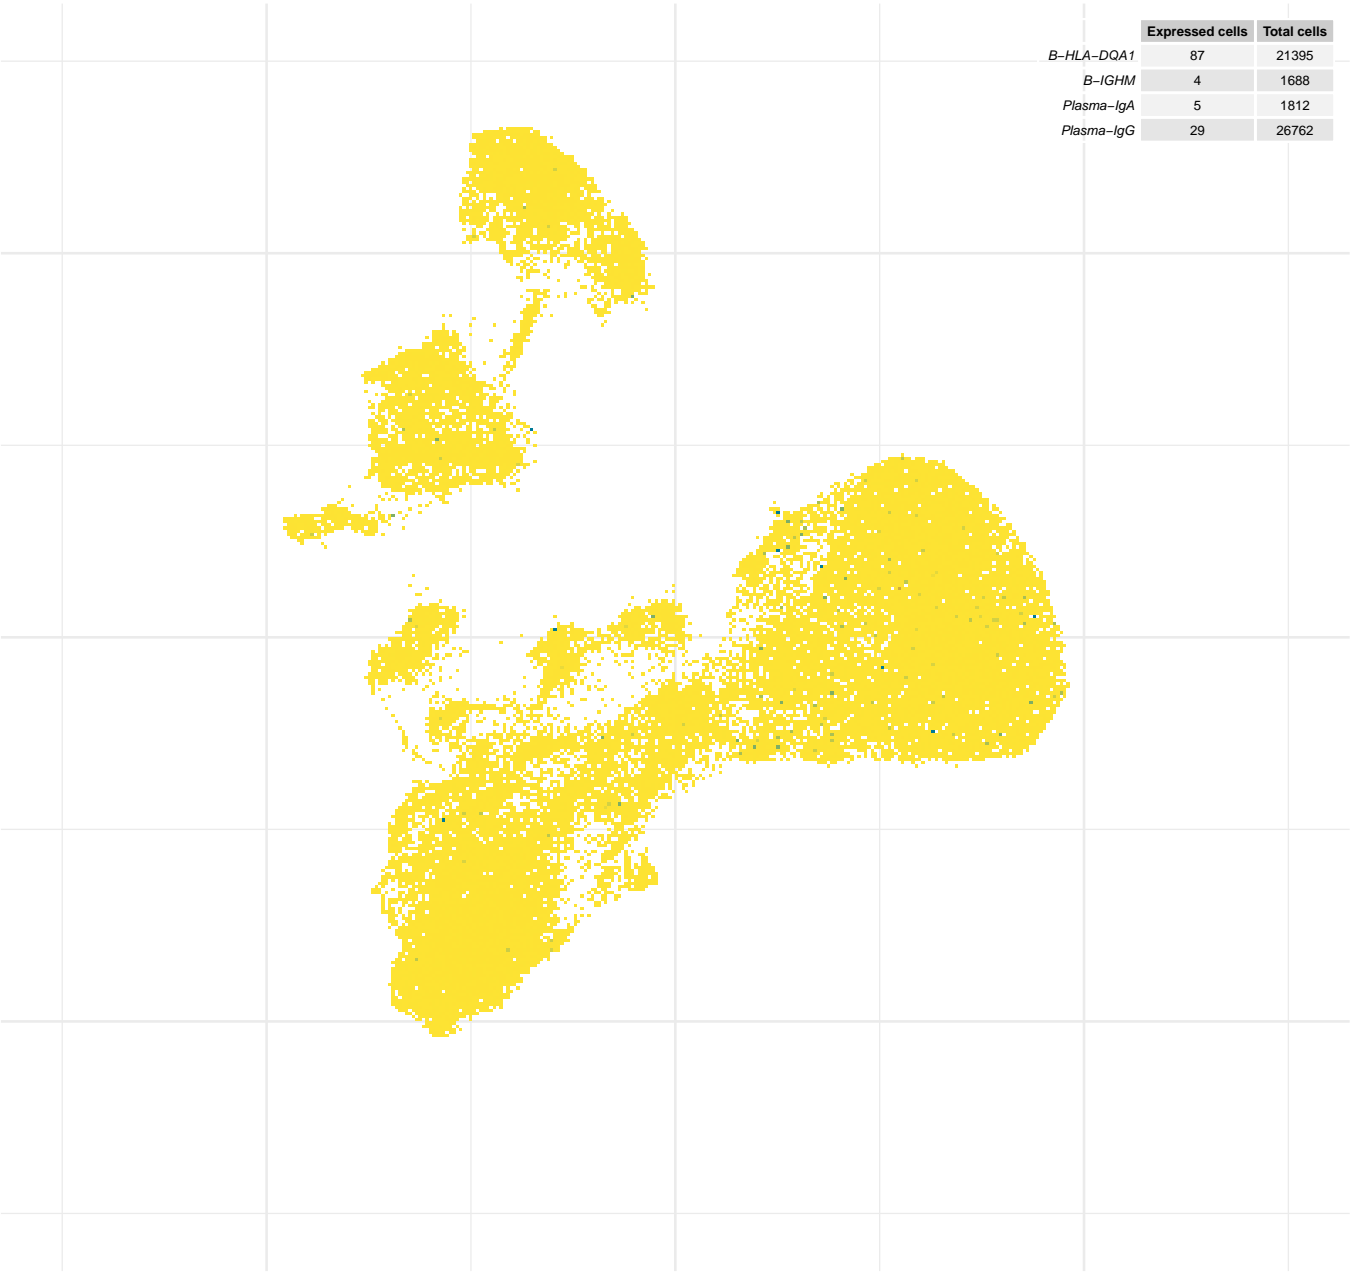 Expressed cells Total cells
B−HLA−DQA1 87 21395
B−IGHM 4 1688
Plasma−IgA 5 1812
Plasma−IgG 29 26762